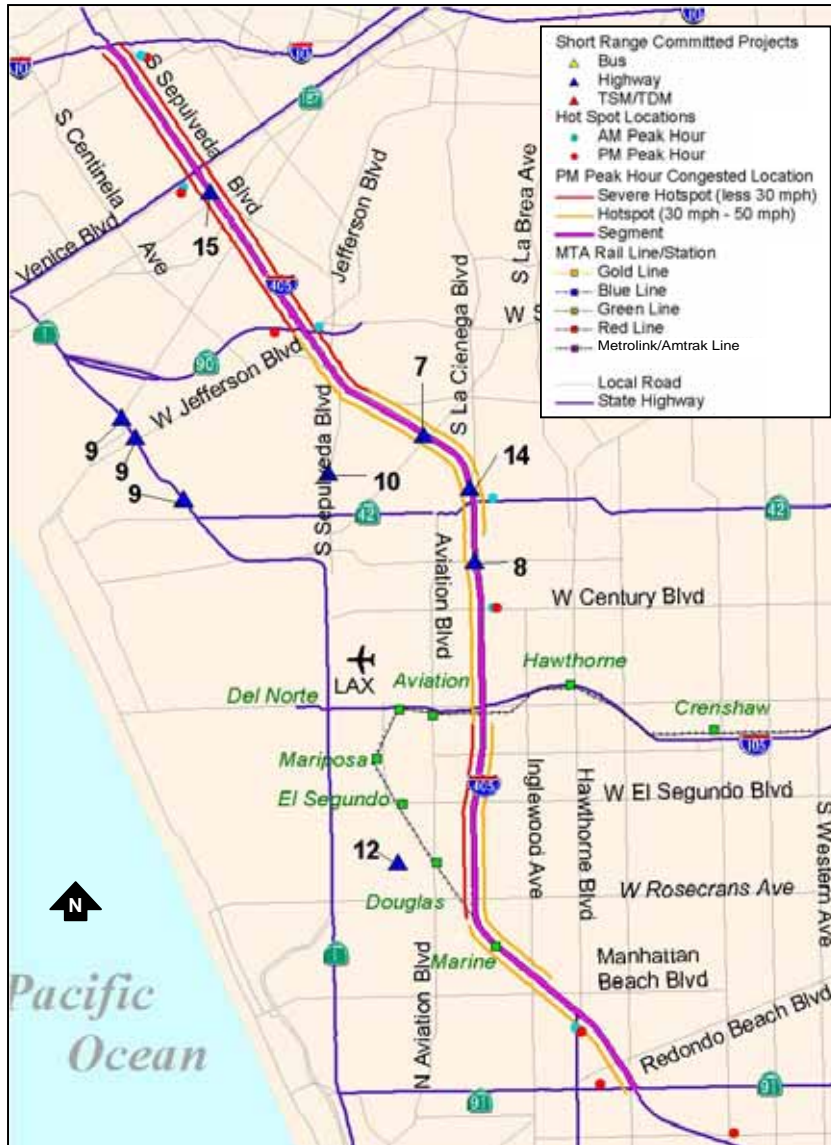 Short Range Committed Projects
Bus
Highway
TSM/TDM
Hot Spot Locations
AM Peak Hour
PM Peak Hour
PM Peak Hour Congested Location
Severe Hotspot (less 30 mph)
Hotspot (30 mph - 50 mph)
Segment
MTA Rail Line/Station
Gold Line
Blue Line
Green Line
Red Line
Metrolink/Amtrak Line
Local Road
State Highway
10
10
10
187
S Sepulveda
Blvd
S Centinela
Ave
Venice Blvd
15
405
Jefferson Blvd
S La Brea Ave
S La Cienega Blvd
W S
1
90
W Jefferson Blvd
7
9
9
9
10
14
S Sepulveda Blvd
42
42
Aviation Blvd
8
W Century Blvd
LAX
Del Norte
Aviation
Hawthorne
Crenshaw
105
Mariposa
El Segundo
405
W El Segundo Blvd
Inglewood Ave
Hawthorne Blvd
S Western Ave
12
Douglas
W Rosecrans Ave
N
1
Marine
Manhattan
Beach Blvd
Pacific
Ocean
N Aviation Blvd
Redondo Beach Blvd
91
91